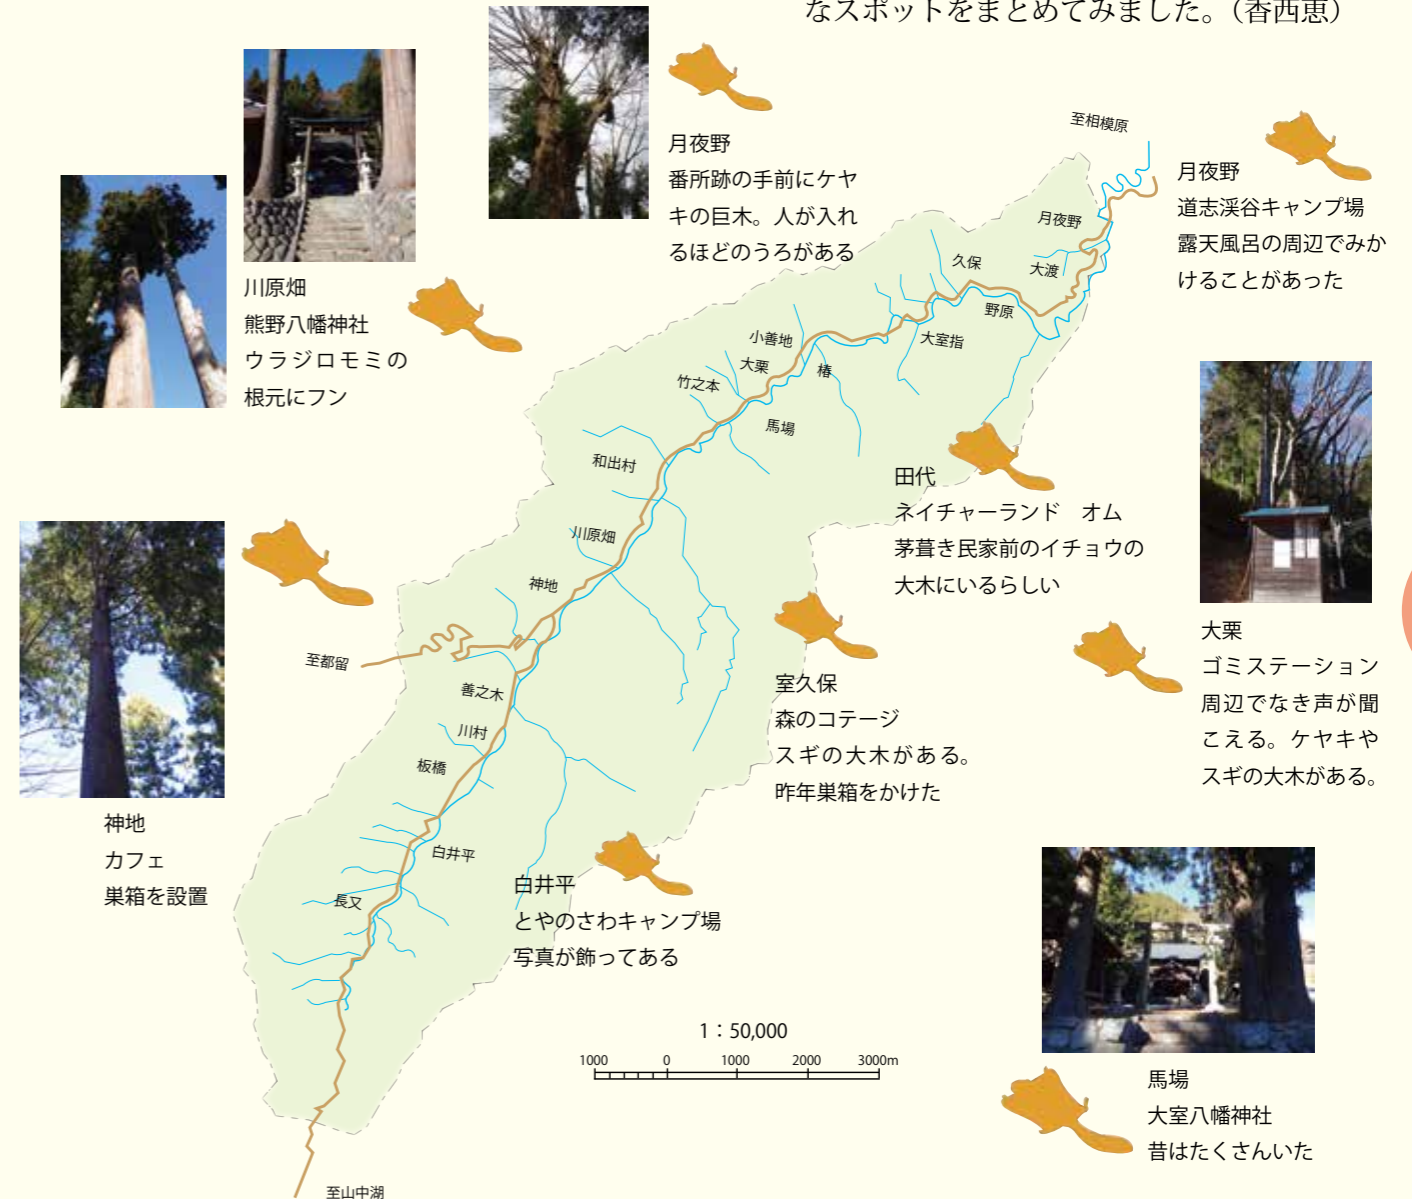 なスポットをまとめてみました。（香西恵）
月夜野
番所跡の手前にケヤ
キの巨木。人が入れ
るほどのうろがある
至相模原
月夜野
道志渓谷キャンプ場
露天風呂の周辺でみか
けることがあった
川原畑
熊野八幡神社
ウラジロモミの
根元にフン
月夜野
大渡
久保
野原
大室指
小善地
大栗
椿
竹之本
馬場
和出村
川原畑
神地
至都留
善之木
川村
板橋
白井平
長又
至山中湖
田代
ネイチャーランド　オム
茅葺き民家前のイチョウの
大木にいるらしい
室久保
森のコテージ
スギの大木がある。
昨年巣箱をかけた
大栗
ゴミステーション
周辺でなき声が聞
こえる。ケヤキや
スギの大木がある。
神地
カフェ
巣箱を設置
白井平
とやのさわキャンプ場
写真が飾ってある
1：50,000
1000 0 1000 2000 3000m
馬場
大室八幡神社
昔はたくさんいた